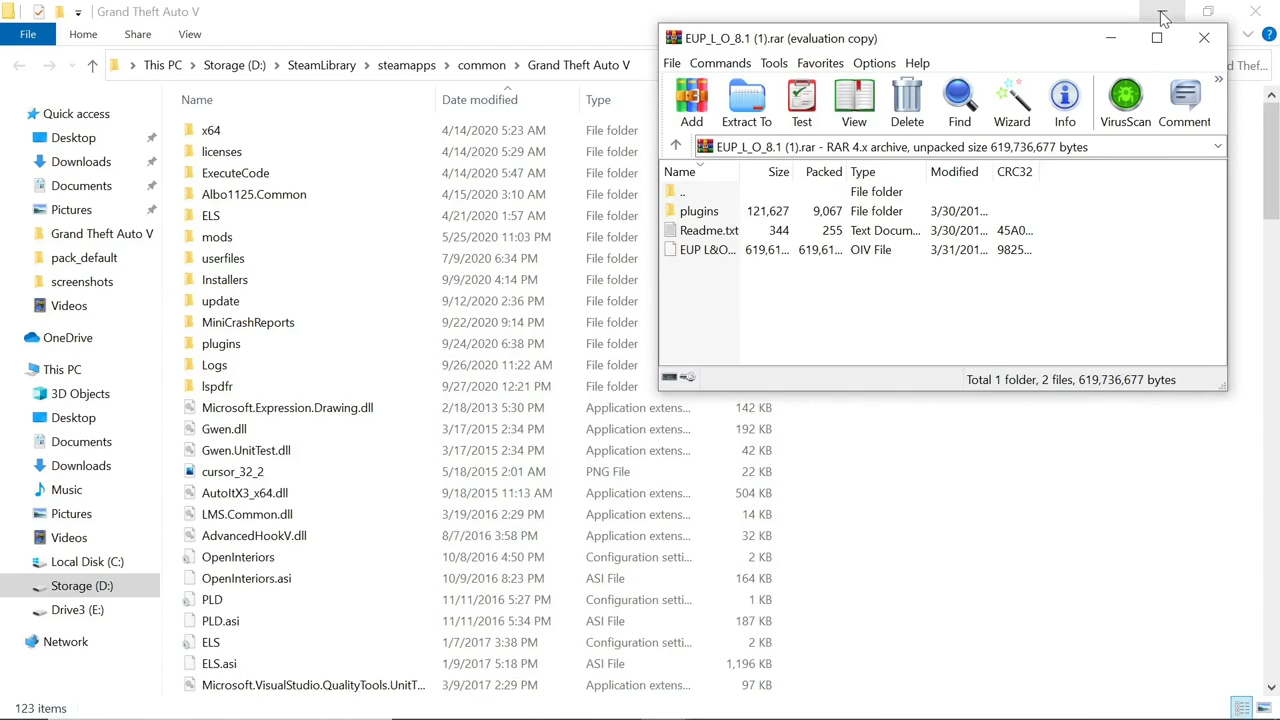 Grand Theft Auto V
File Home Share View
This PC Storage (D:) SteamLibrary steamapps common Grand Theft Auto V
Quick access
Desktop
Downloads
Documents
Pictures
Grand Theft Auto V
pack_default
screenshots
Videos
OneDrive
This PC
3D Objects
Desktop
Documents
Downloads
Music
Pictures
Videos
Local Disk (C:)
Storage (D:)
Drive3 (E:)
Network
Name Date modified Type
x64 4/14/2020 5:23 AM File folder
licenses 4/14/2020 5:29 AM File folder
ExecuteCode 4/14/2020 5:47 AM File folder
Albo1125.Common 4/15/2020 3:10 AM File folder
ELS 4/21/2020 1:57 AM File folder
mods 5/25/2020 11:03 PM File folder
userfiles 7/9/2020 6:34 PM File folder
Installers 9/9/2020 4:14 PM File folder
update 9/12/2020 2:36 PM File folder
MiniCrashReports 9/22/2020 9:14 PM File folder
plugins 9/24/2020 6:38 PM File folder
Logs 9/26/2020 11:22 AM File folder
lspdfr 9/27/2020 12:21 PM File folder
Microsoft.Expression.Drawing.dll 2/18/2013 5:30 PM Application extens... 142 KB
Gwen.dll 3/17/2015 2:34 PM Application extens... 192 KB
Gwen.UnitTest.dll 3/17/2015 2:34 PM Application extens... 42 KB
cursor_32_2 5/18/2015 2:01 AM PNG File 22 KB
AutoItX3_x64.dll 9/18/2015 11:13 AM Application extens... 504 KB
LMS.Common.dll 3/19/2016 2:29 PM Application extens... 14 KB
AdvancedHookV.dll 8/7/2016 3:58 PM Application extens... 32 KB
OpenInteriors 10/8/2016 4:50 PM Configuration setti... 2 KB
OpenInteriors.asi 10/9/2016 8:23 PM ASI File 164 KB
PLD 11/11/2016 5:27 PM Configuration setti... 1 KB
PLD.asi 11/11/2016 5:34 PM ASI File 187 KB
ELS 1/7/2017 3:38 PM Configuration setti... 2 KB
ELS.asi 1/9/2017 5:18 PM ASI File 1,196 KB
Microsoft.VisualStudio.QualityTools.UnitT... 3/9/2017 2:29 PM Application extens... 97 KB
123 items
EUP_L_O_8.1 (1).rar (evaluation copy)
File Commands Tools Favorites Options Help
Add Extract To Test View Delete Find Wizard Info VirusScan Comment
EUP_L_O_8.1 (1).rar - RAR 4.x archive, unpacked size 619,736,677 bytes
Name Size Packed Type Modified CRC32
.. File folder
plugins 121,627 9,067 File folder 3/30/201...
Readme.txt 344 255 Text Docum... 3/30/201... 45A0...
EUP L&O... 619,61... 619,61... OIV File 3/31/201... 9825...
Total 1 folder, 2 files, 619,736,677 bytes